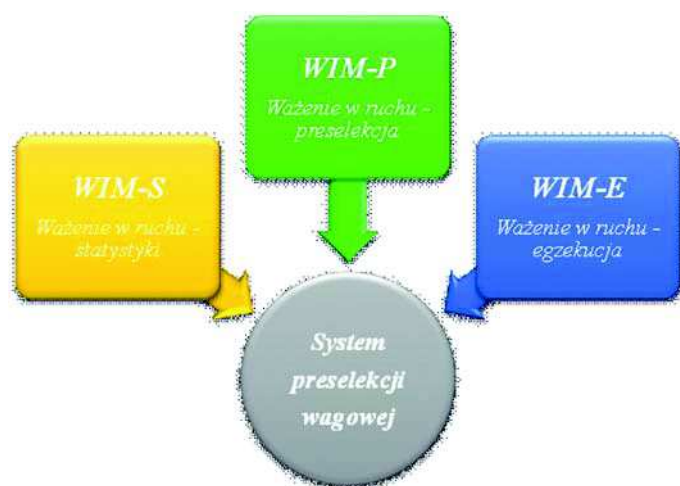 WIM-P
Ważenie w ruchu -
preselekcja
WIM-S
Ważenie w ruchu -
statystyki
WIM-E
Ważenie w ruchu -
egzekucja
System
preselekcji
wagowej